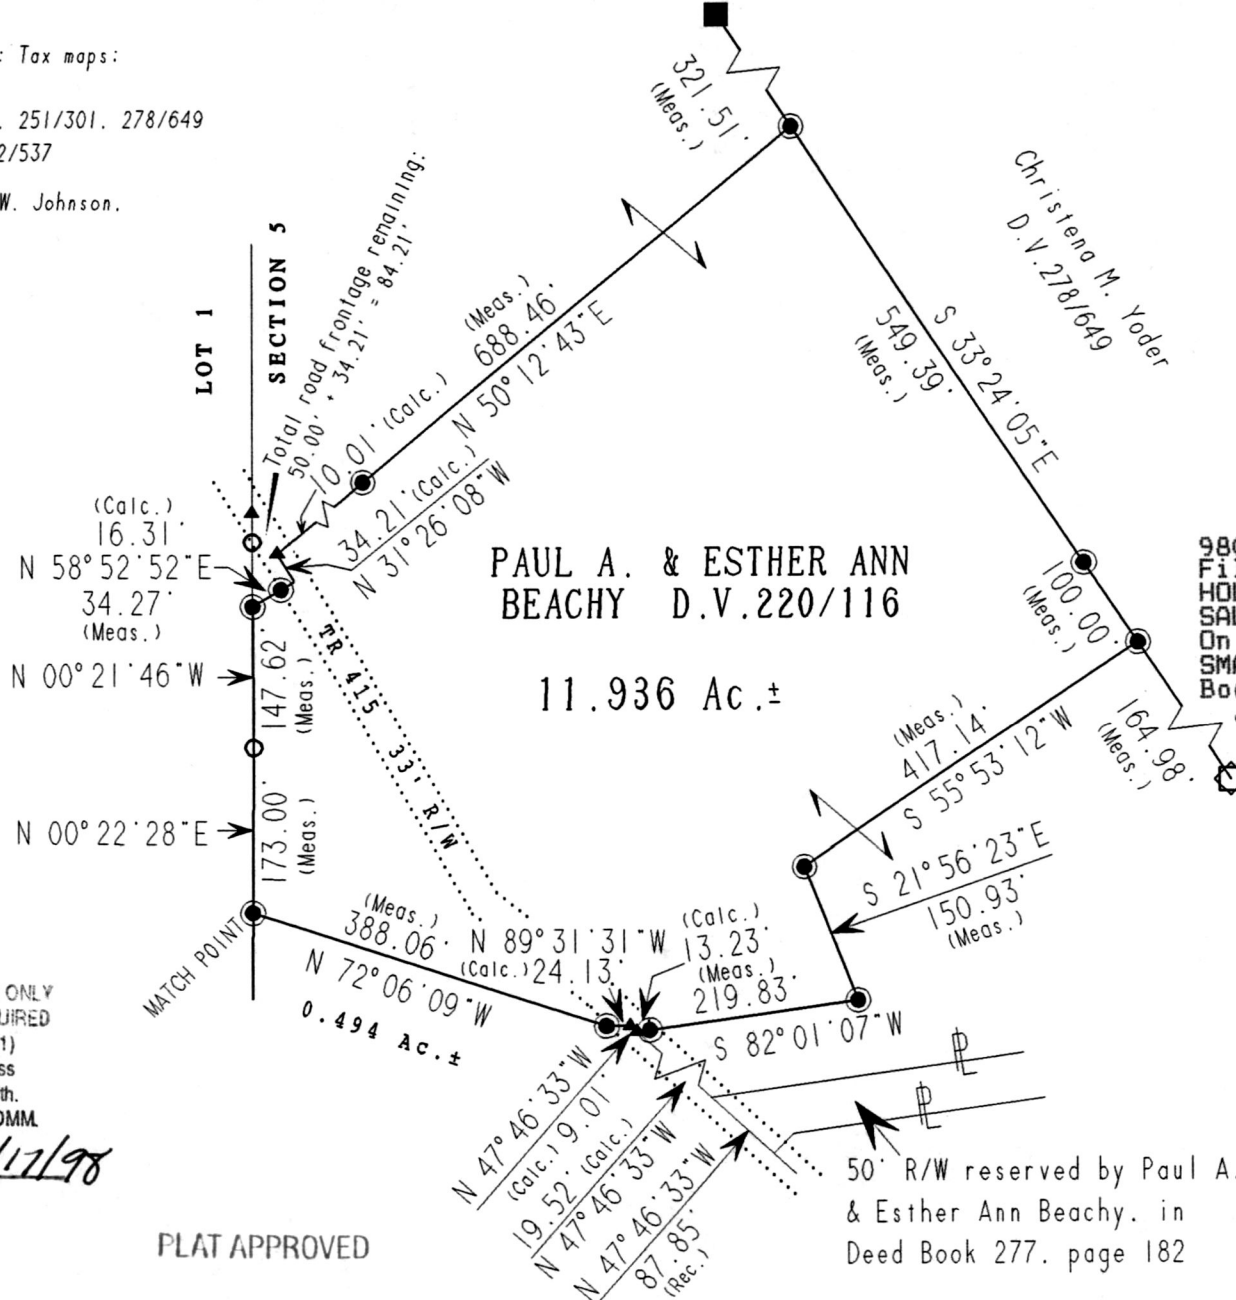 : Tax maps:
. 251/301. 278/649
2/537
W. Johnson.
321.51'
(Meas.)
Christena M. Yoder
D.V.278/649
LOT 1
SECTION 5
Total road frontage remaining:
50.00' + 34.21' = 84.21'
(Meas.)
688.46'
N 50°12'43"E
10.01' (Calc.)
34.21' (Calc.)
N 31°26'08"W
S 33°24'05"E
549.39'
(Meas.)
(Calc.)
16.31'
N 58°52'52"E
34.27'
(Meas.)
N 00°21'46"W
147.62'
(Meas.)
TR 415 33' R/W
PAUL A. & ESTHER ANN
BEACHY D.V.220/116
11.936 Ac.±
100.00'
(Meas.)
On
164.98'
(Meas.)
(Meas.)
417.14'
S 55°53'12"W
N 00°22'28"E
173.00'
(Meas.)
S 21°56'23"E
150.93'
(Meas.)
MATCH POINT
(Meas.)
388.06'
N 72°06'09"W
0.494 Ac.±
N 89°31'31"W
(Calc.) 24.13'
(Calc.)
13.23'
(Meas.)
219.83'
S 82°01'07"W
N 47°46'33"W
(Calc.) 9.01'
19.52' (Calc.)
N 47°46'33"W
N 47°46'33"W
87.85'
(Rec.)
PL
PL
50' R/W reserved by Paul A.
& Esther Ann Beachy. in
Deed Book 277. page 182
ONLY
/17/98
PLAT APPROVED